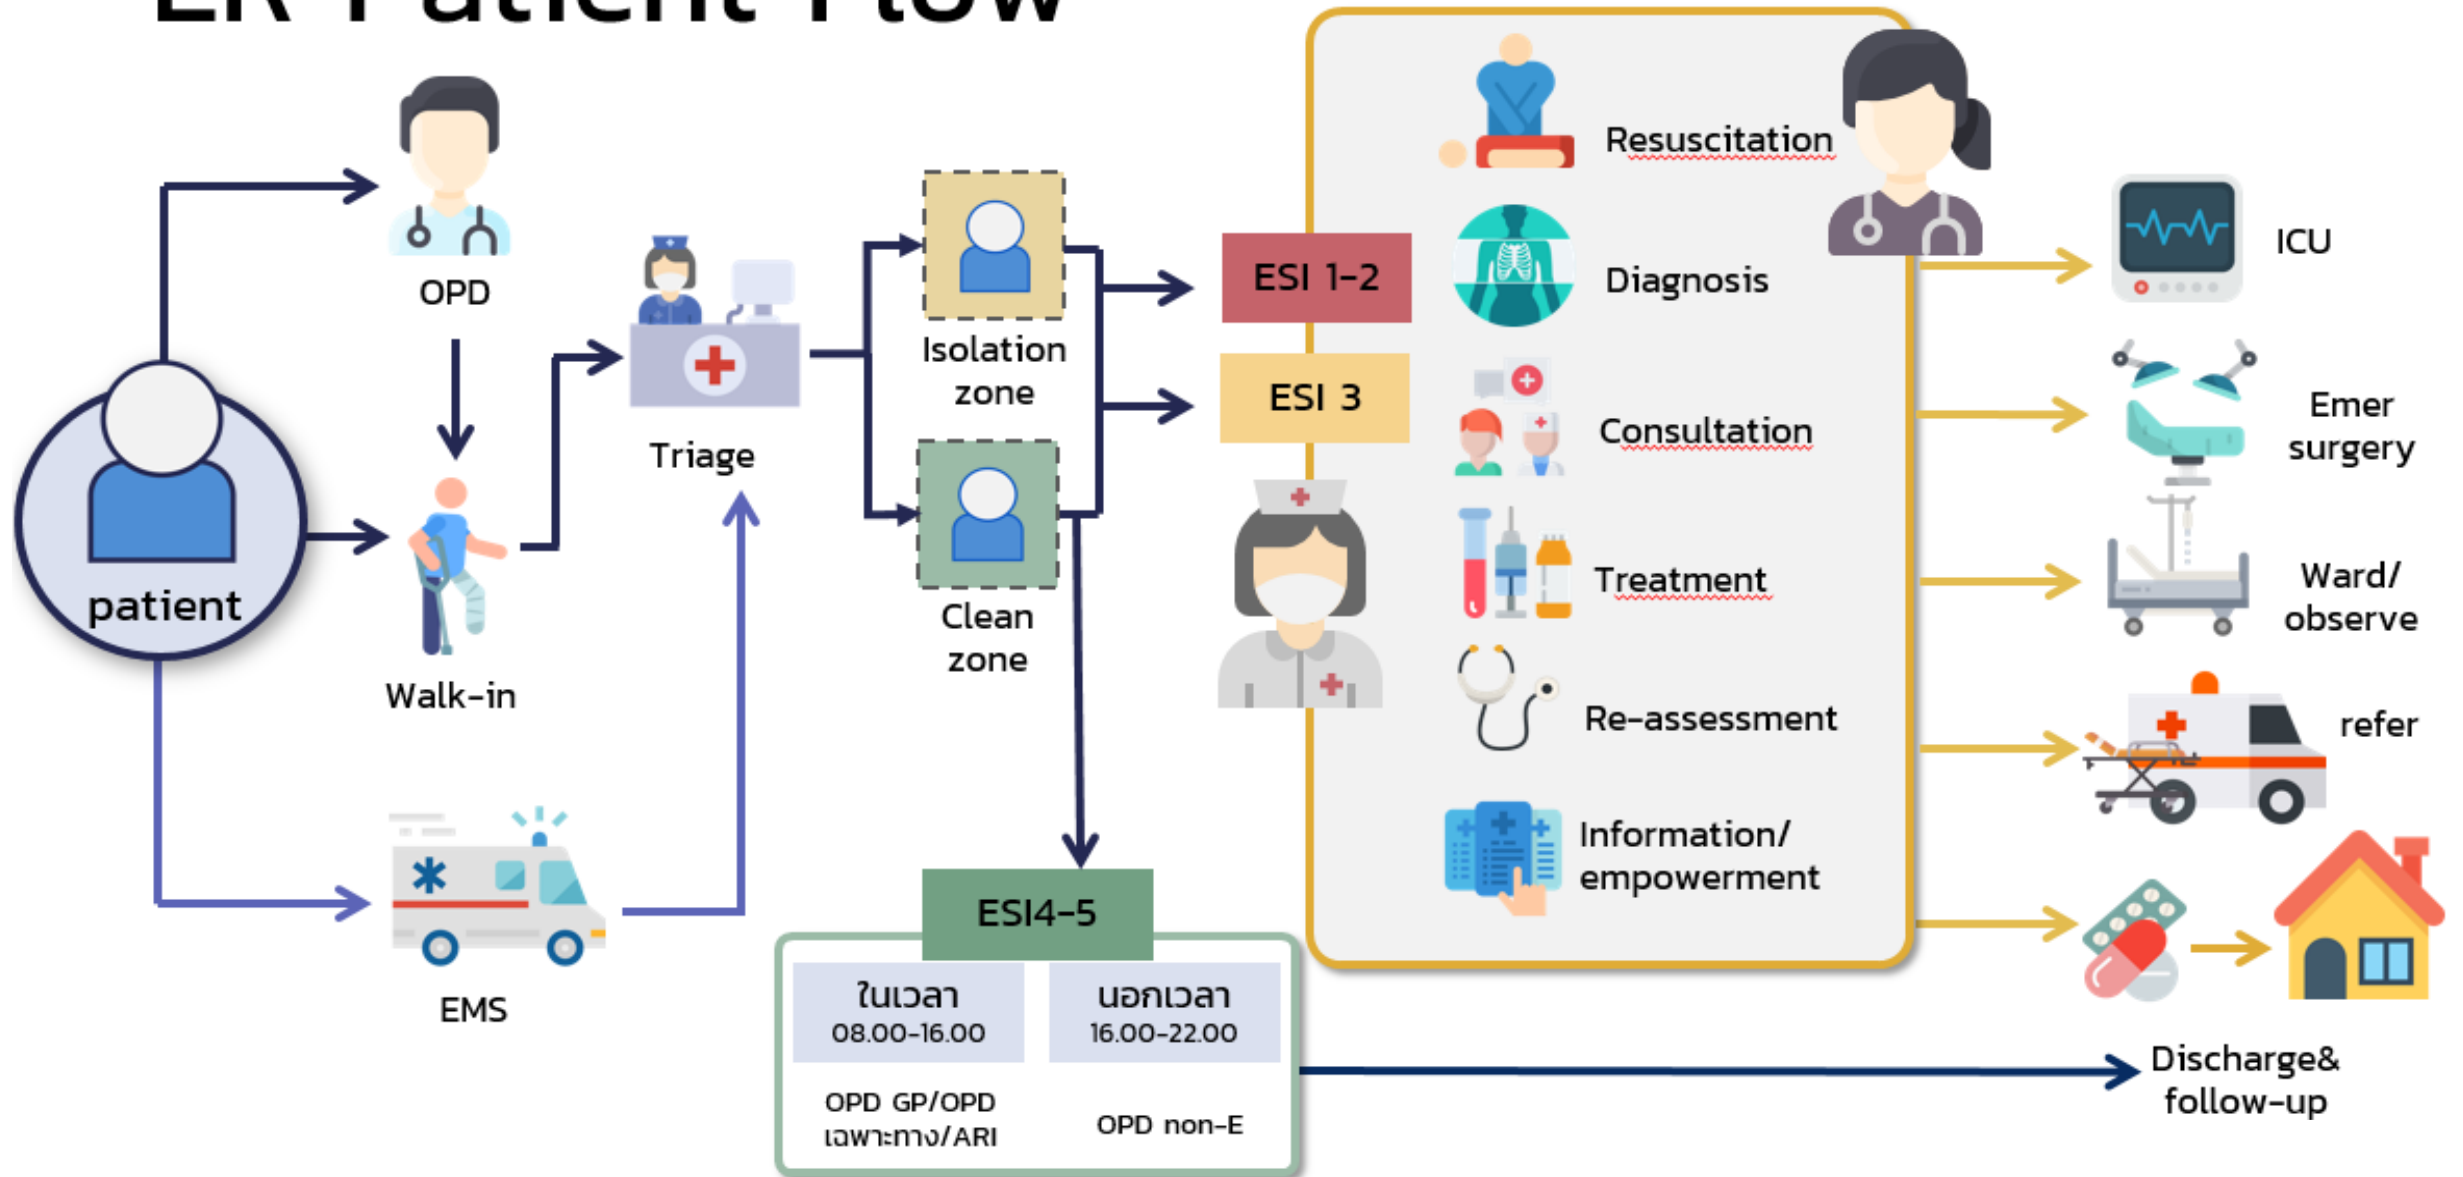 ER Patient Flow
OPD
patient
Walk-in
EMS
Triage
Isolation
zone
Clean
zone
ESI 1-2
ESI 3
ESI4-5
ในเวลา
08.00-16.00
OPD GP/OPD
เฉพาะทาง/ARI
นอกเวลา
16.00-22.00
OPD non-E
Resuscitation
Diagnosis
Consultation
Treatment
Re-assessment
Information/
empowerment
ICU
Emer
surgery
Ward/
observe
refer
Discharge&
follow-up